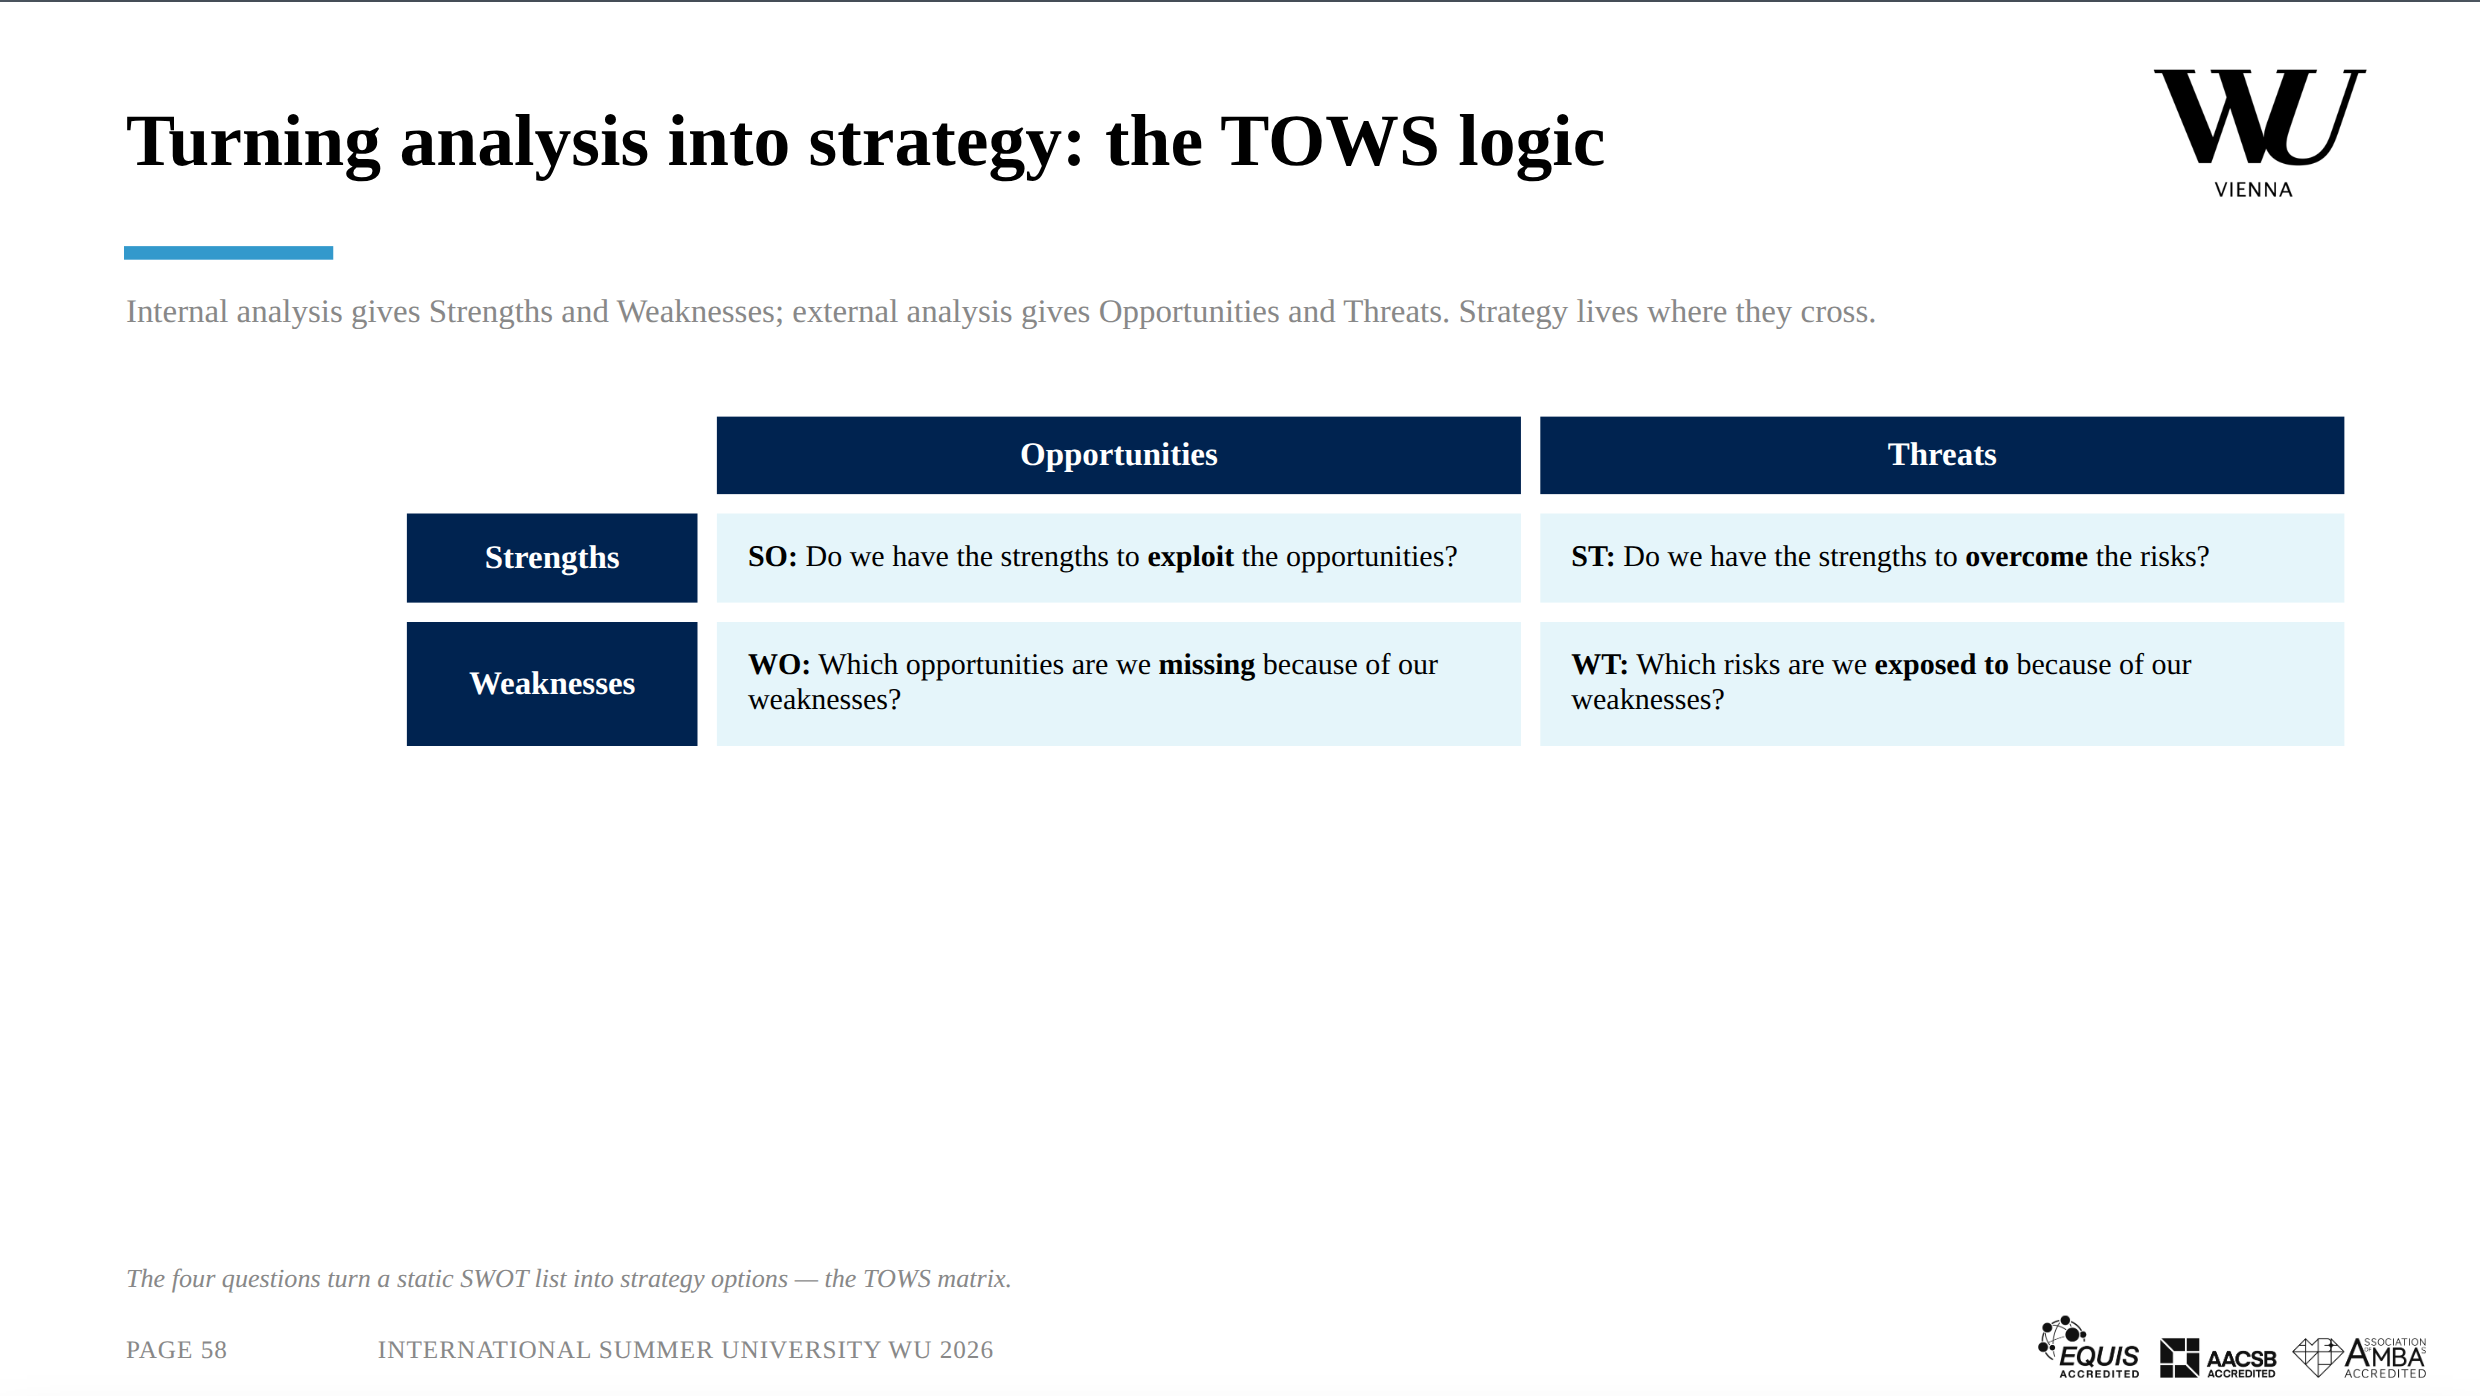 WU
VIENNA
Turning analysis into strategy: the TOWS logic
Internal analysis gives Strengths and Weaknesses; external analysis gives Opportunities and Threats. Strategy lives where they cross.
Opportunities
Threats
Strengths
SO: Do we have the strengths to exploit the opportunities?
ST: Do we have the strengths to overcome the risks?
Weaknesses
WO: Which opportunities are we missing because of our
weaknesses?
WT: Which risks are we exposed to because of our
weaknesses?
The four questions turn a static SWOT list into strategy options — the TOWS matrix.
PAGE 58
INTERNATIONAL SUMMER UNIVERSITY WU 2026
EQUIS
ACCREDITED
AACSB
ACCREDITED
ASSOCIATION
OF
AMBAS
ACCREDITED